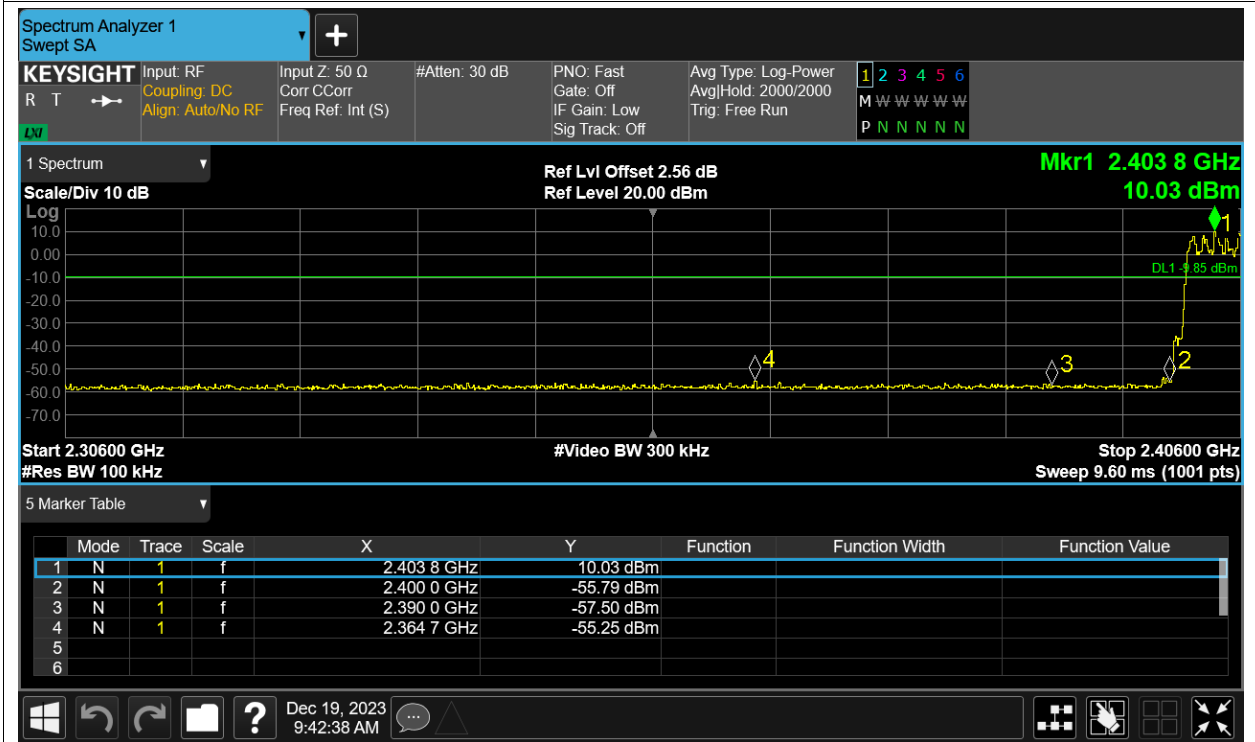 Spectrum Analyzer 1
Swept SA
+
KEYSIGHT Input: RF Input Z: 50 Ω #Atten: 30 dB PNO: Fast Avg Type: Log-Power 1 2 3 4 5 6
R T Coupling: DC Corr CCorr Gate: Off Avg|Hold: 2000/2000 M W W W W W
Align: Auto/No RF Freq Ref: Int (S) IF Gain: Low Trig: Free Run
LXI Sig Track: Off P N N N N N
1 Spectrum Ref Lvl Offset 2.56 dB Mkr1 2.403 8 GHz
Scale/Div 10 dB Ref Level 20.00 dBm 10.03 dBm
Log
1
10.0
0.00
DL1 -9.85 dBm
-10.0
-20.0
-30.0
-40.0
4 3 2
-50.0
-60.0
-70.0
Start 2.30600 GHz #Video BW 300 kHz Stop 2.40600 GHz
#Res BW 100 kHz Sweep 9.60 ms (1001 pts)
5 Marker Table
Mode Trace Scale X Y Function Function Width Function Value
1 N 1 f 2.403 8 GHz 10.03 dBm
2 N 1 f 2.400 0 GHz -55.79 dBm
3 N 1 f 2.390 0 GHz -57.50 dBm
4 N 1 f 2.364 7 GHz -55.25 dBm
5
6
? Dec 19, 2023
9:42:38 AM